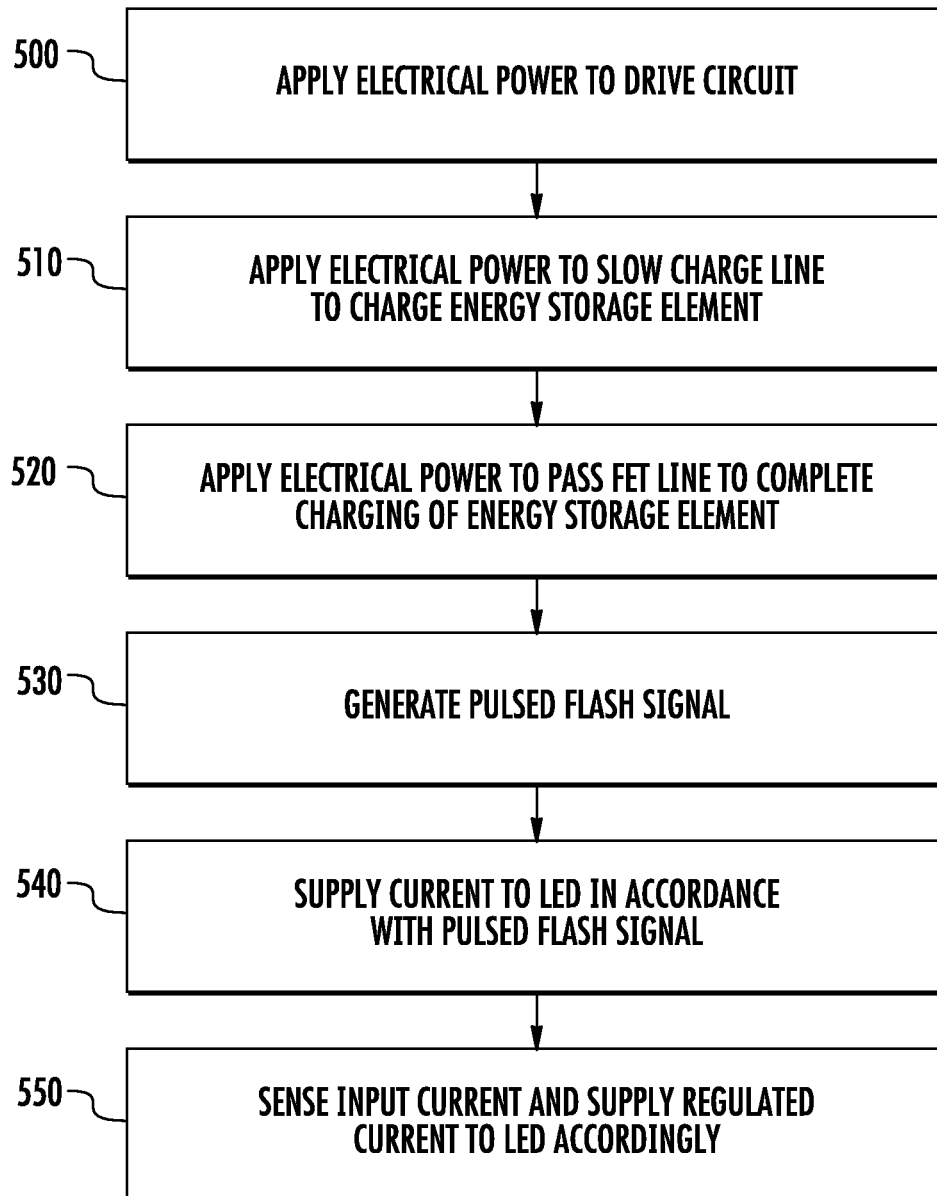 500
APPLY ELECTRICAL POWER TO DRIVE CIRCUIT
510
APPLY ELECTRICAL POWER TO SLOW CHARGE LINE
TO CHARGE ENERGY STORAGE ELEMENT
520
APPLY ELECTRICAL POWER TO PASS FET LINE TO COMPLETE
CHARGING OF ENERGY STORAGE ELEMENT
530
GENERATE PULSED FLASH SIGNAL
540
SUPPLY CURRENT TO LED IN ACCORDANCE
WITH PULSED FLASH SIGNAL
550
SENSE INPUT CURRENT AND SUPPLY REGULATED
CURRENT TO LED ACCORDINGLY